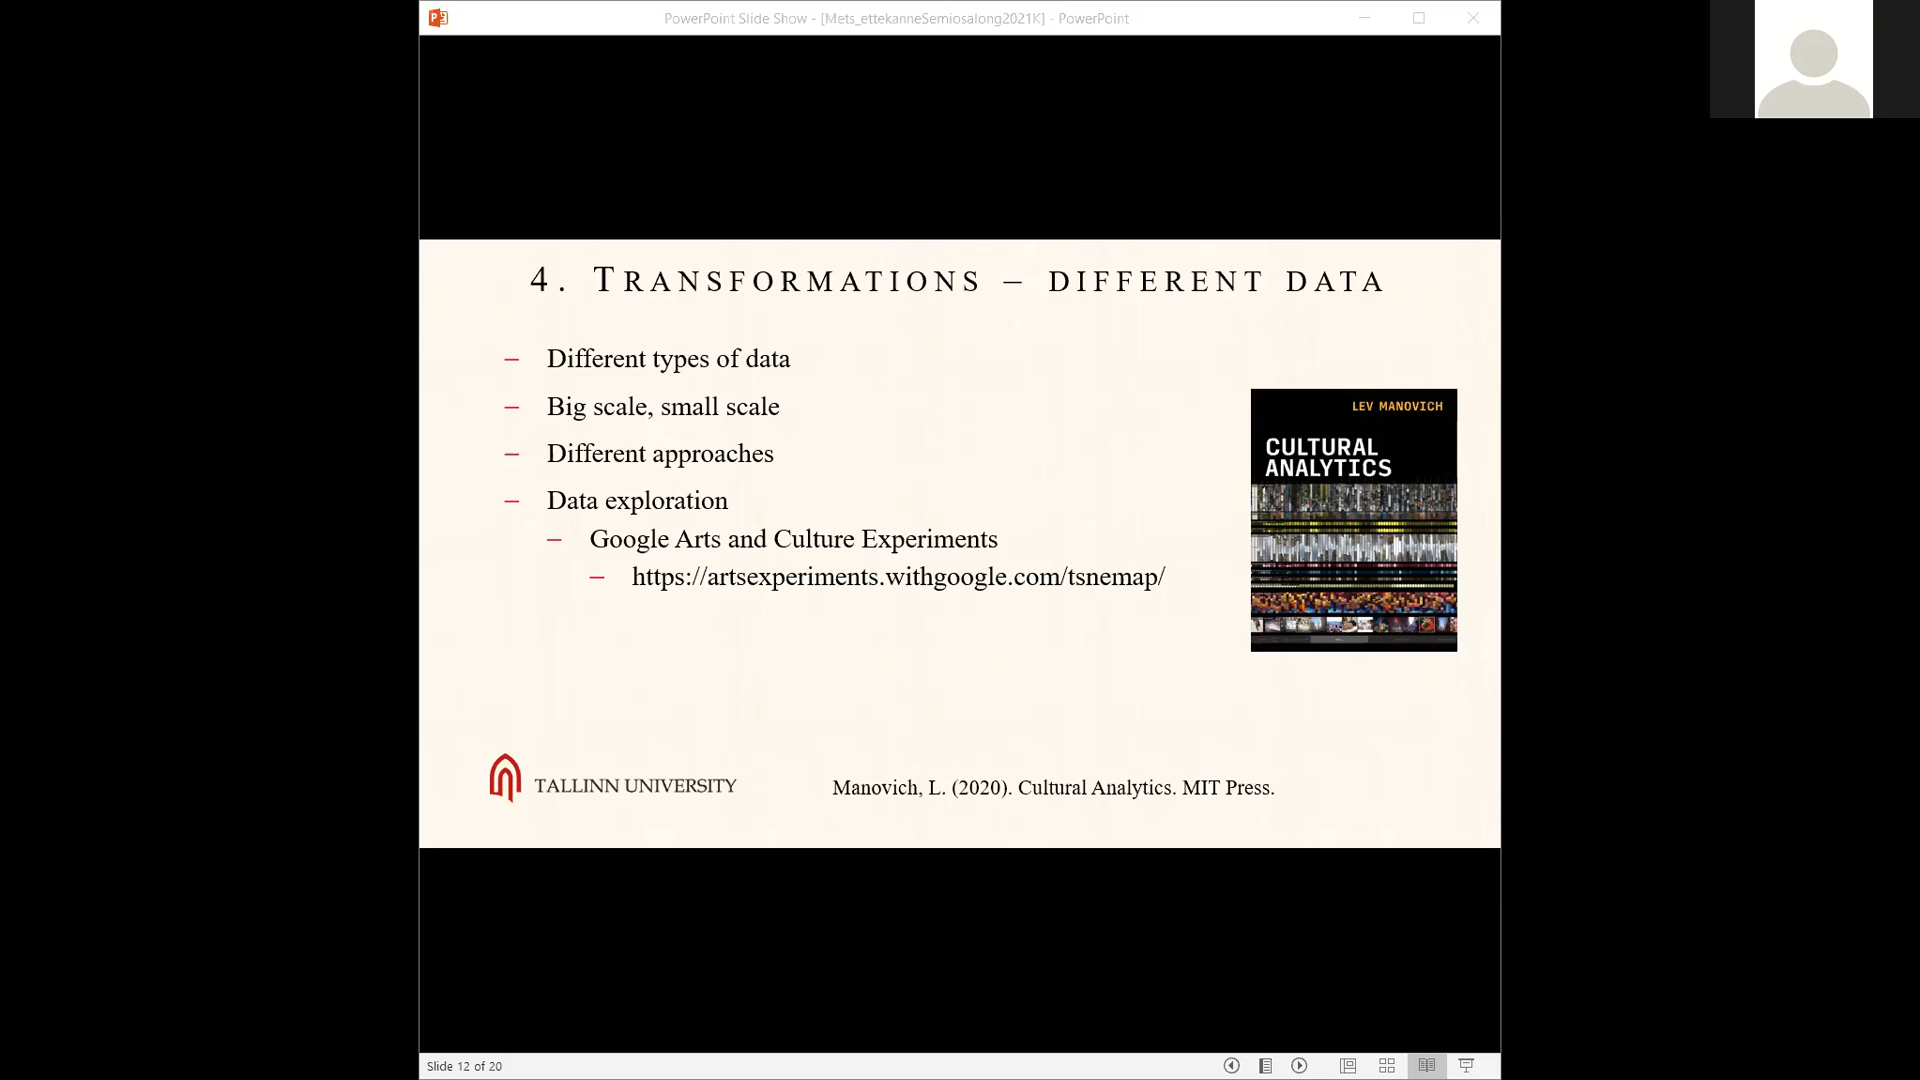 PowerPoint Slide Show - [Mets_ettekanneSemiosalong2021K] - PowerPoint
4. Transformations – different data
– Different types of data
– Big scale, small scale
– Different approaches
– Data exploration
– Google Arts and Culture Experiments
– https://artsexperiments.withgoogle.com/tsnemap/
LEV MANOVICH
CULTURAL
ANALYTICS
TALLINN UNIVERSITY
Manovich, L. (2020). Cultural Analytics. MIT Press.
Slide 12 of 20